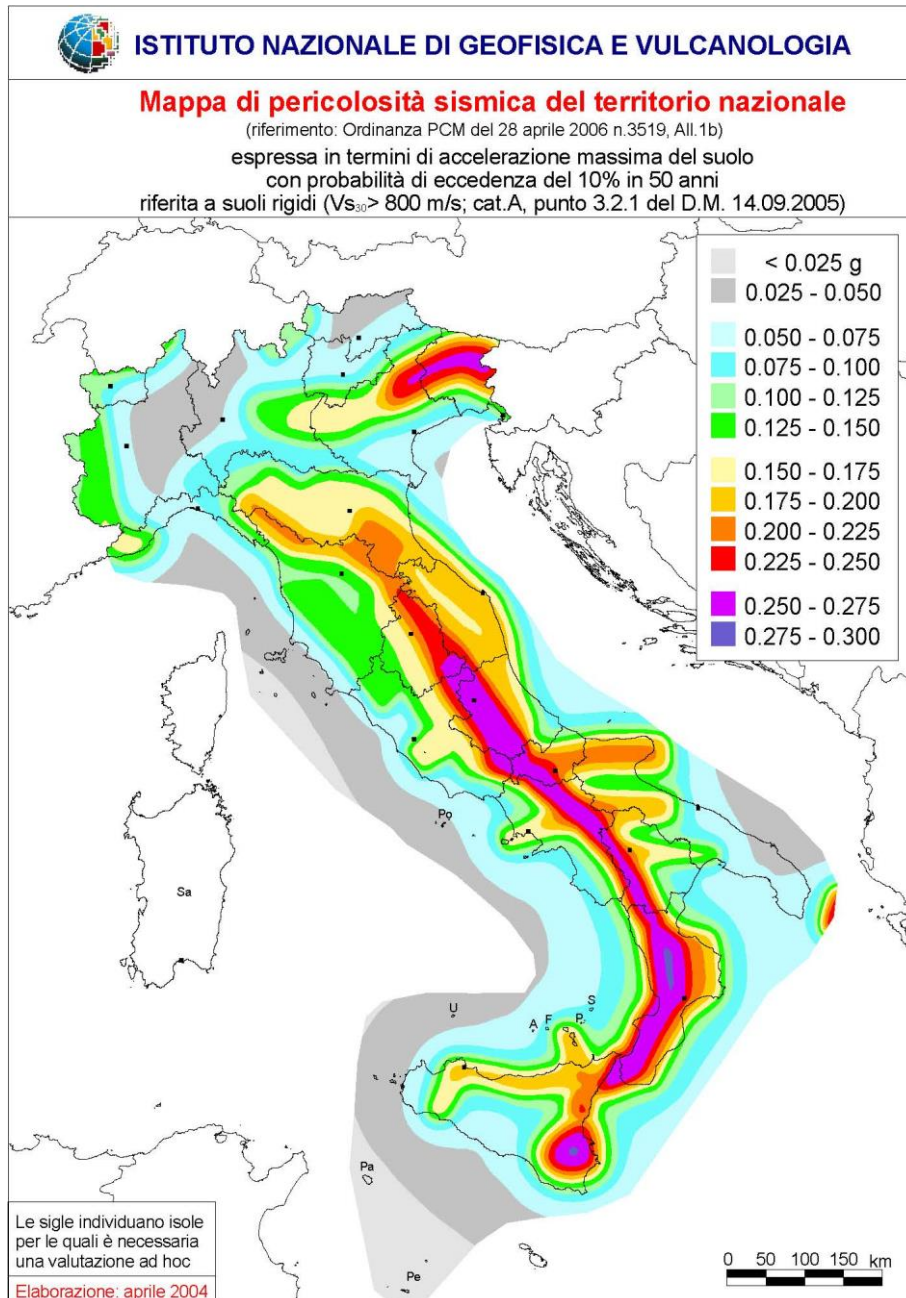 ISTITUTO NAZIONALE DI GEOFISICA E VULCANOLOGIA
Mappa di pericolosità sismica del territorio nazionale
(riferimento: Ordinanza PCM del 28 aprile 2006 n.3519, All.1b)
espressa in termini di accelerazione massima del suolo
con probabilità di eccedenza del 10% in 50 anni
riferita a suoli rigidi (Vs₃₀> 800 m/s; cat.A, punto 3.2.1 del D.M. 14.09.2005)
< 0.025 g
0.025 - 0.050
0.050 - 0.075
0.075 - 0.100
0.100 - 0.125
0.125 - 0.150
0.150 - 0.175
0.175 - 0.200
0.200 - 0.225
0.225 - 0.250
0.250 - 0.275
0.275 - 0.300
Po
Sa
U
A
F
P
S
Pa
Pe
Le sigle individuano isole
per le quali è necessaria
una valutazione ad hoc
Elaborazione: aprile 2004
0 50 100 150 km